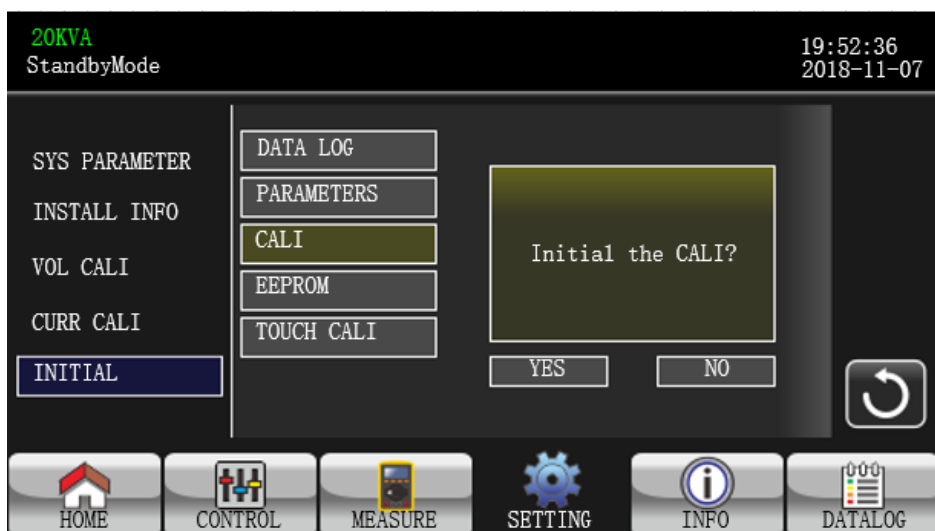 20KVA
StandbyMode
19:52:36
2018-11-07
SYS PARAMETER
INSTALL INFO
VOL CALI
CURR CALI
INITIAL
DATA LOG
PARAMETERS
CALI
EEPROM
TOUCH CALI
Initial the CALI?
YES
NO
HOME
CONTROL
MEASURE
SETTING
INFO
DATALOG